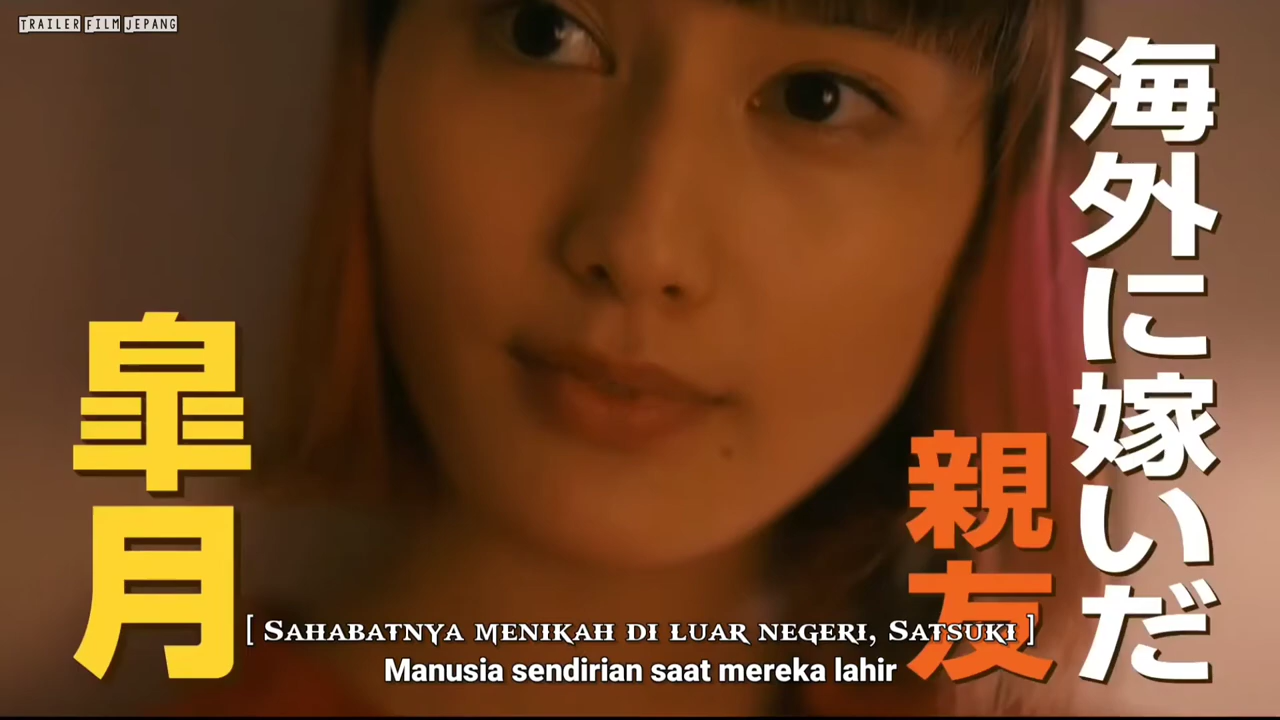 TRAILER FILM JEPANG
海外に嫁いだ
親友
皐月
[ SAHABATNYA MENIKAH DI LUAR NEGERI, SATSUKI ]
Manusia sendirian saat mereka lahir